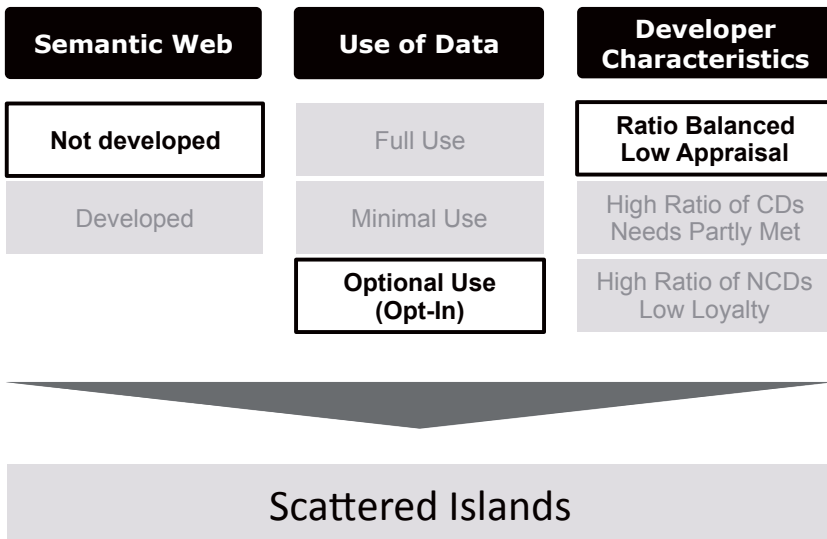 Semantic Web
Use of Data
Developer
Characteristics
Not developed
Full Use
Ratio Balanced
Low Appraisal
Developed
Minimal Use
High Ratio of CDs
Needs Partly Met
Optional Use
(Opt-In)
High Ratio of NCDs
Low Loyalty
Scattered Islands